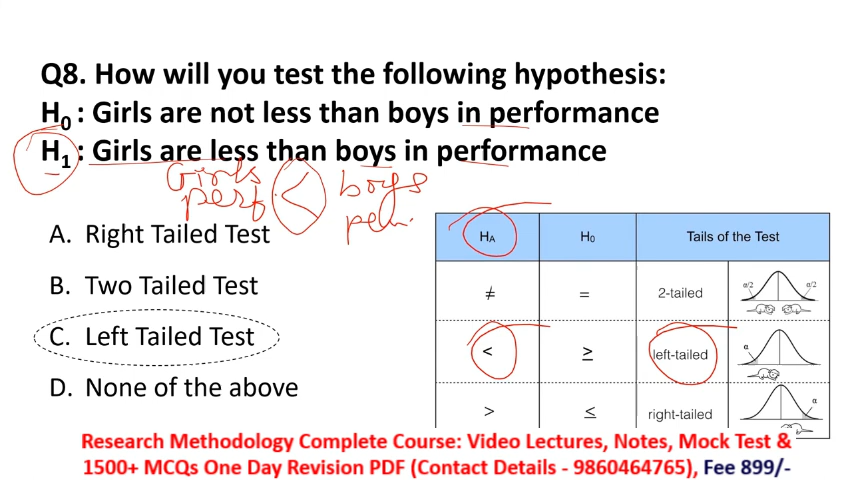 Q8. How will you test the following hypothesis:
H0 : Girls are not less than boys in performance
H1 : Girls are less than boys in performance
Girls < boys
perf
A. Right Tailed Test
B. Two Tailed Test
C. Left Tailed Test
D. None of the above
HA H0 Tails of the Test
≠ = 2-tailed α/2 α/2
< ≥ left-tailed α
> ≤ right-tailed α
Research Methodology Complete Course: Video Lectures, Notes, Mock Test &
1500+ MCQs One Day Revision PDF (Contact Details - 9860464765), Fee 899/-